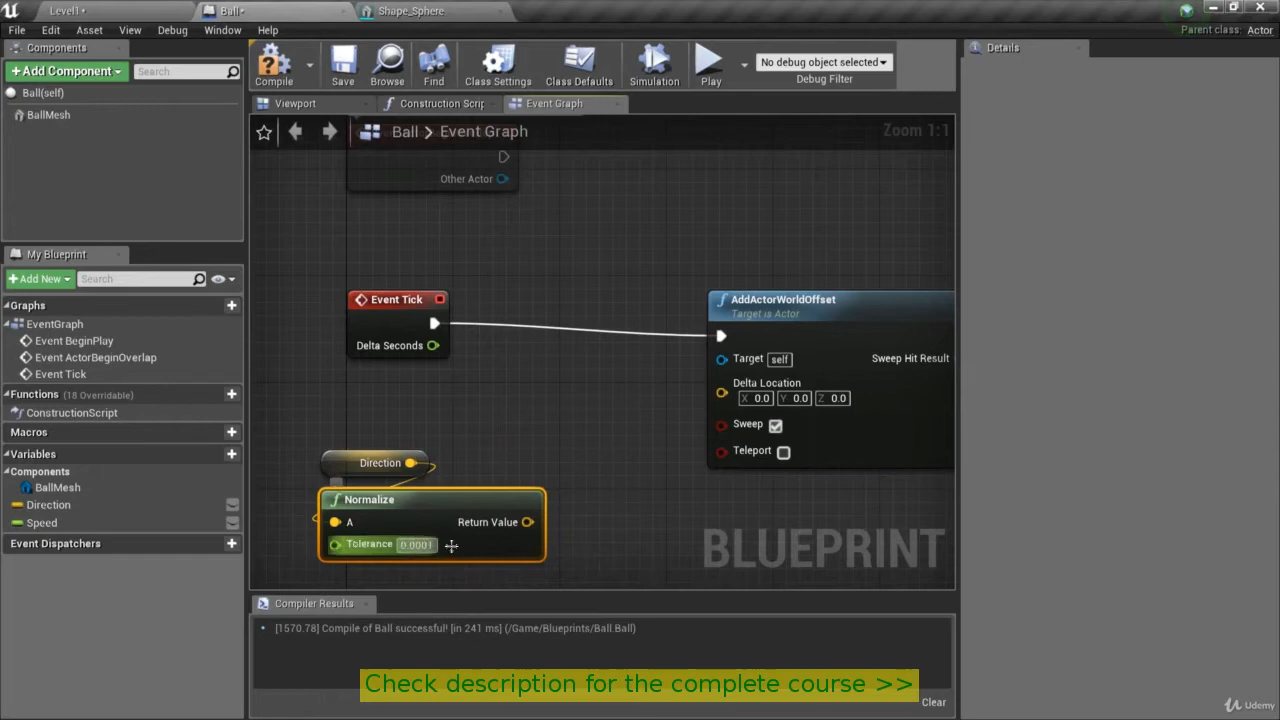 Level1•
Ball•
Shape_Sphere
File Edit Asset View Debug Window Help
Parent class: Actor
Components
Details
+ Add Component
Search
Compile
Save
Browse
Find
Class Settings
Class Defaults
Simulation
Play
No debug object selected
Debug Filter
Ball(self)
BallMesh
Viewport
Construction Scrip
Event Graph
Ball > Event Graph
Zoom 1:1
Other Actor
My Blueprint
+ Add New
Search
Graphs
EventGraph
Event BeginPlay
Event ActorBeginOverlap
Event Tick
Functions (18 Overridable)
ConstructionScript
Macros
Variables
Components
BallMesh
Direction
Speed
Event Dispatchers
Event Tick
Delta Seconds
AddActorWorldOffset
Target is Actor
Target self
Sweep Hit Result
Delta Location
X 0.0 Y 0.0 Z 0.0
Sweep
Teleport
Direction
Normalize
A
Return Value
Tolerance 0.0001
BLUEPRINT
Compiler Results
[1570.78] Compile of Ball successful! [in 241 ms] (/Game/Blueprints/Ball.Ball)
Check description for the complete course >>
Clear
Udemy